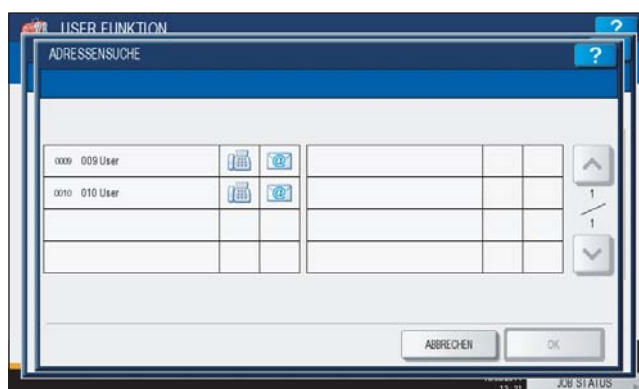 USER FUNKTION
?
ADRESSENSUCHE
?
0009 009 User
@
0010 010 User
@
1
1
ABBRECHEN
OK
JOB STATUS